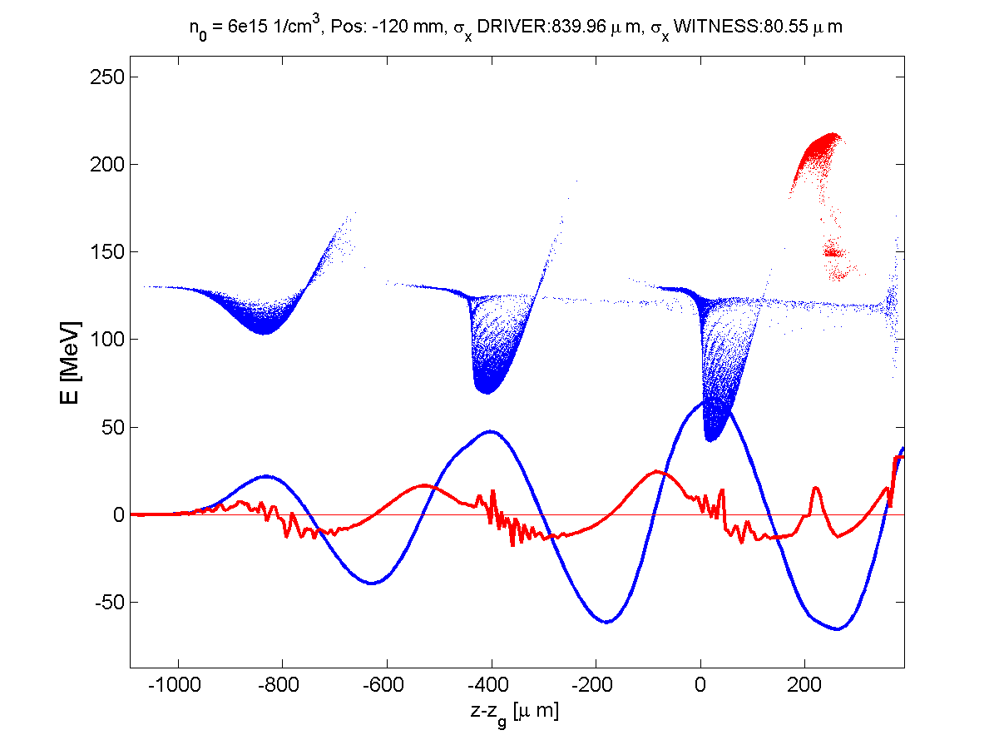 n0 = 6e15 1/cm3, Pos: -120 mm, σx DRIVER:839.96 μ m, σx WITNESS:80.55 μ m
250
200
150
100
50
0
-50
E [MeV]
-1000 -800 -600 -400 -200 0 200
z-zg [μ m]